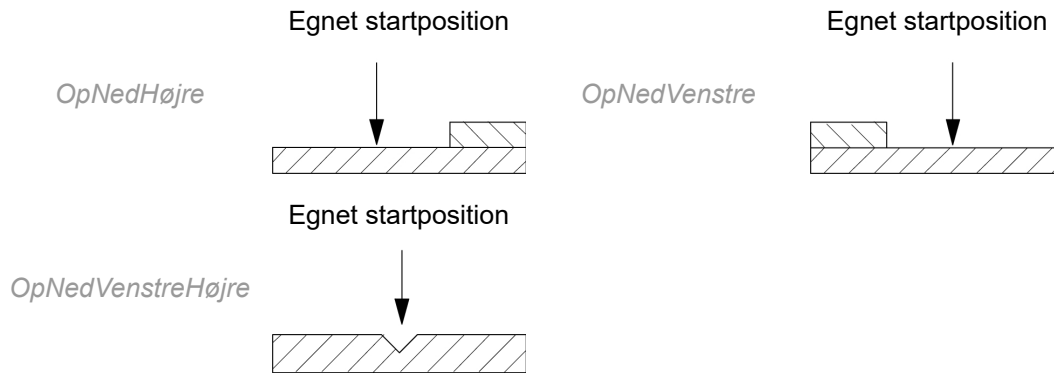 Egnet startposition
Egnet startposition
OpNedHøjre
OpNedVenstre
Egnet startposition
OpNedVenstreHøjre